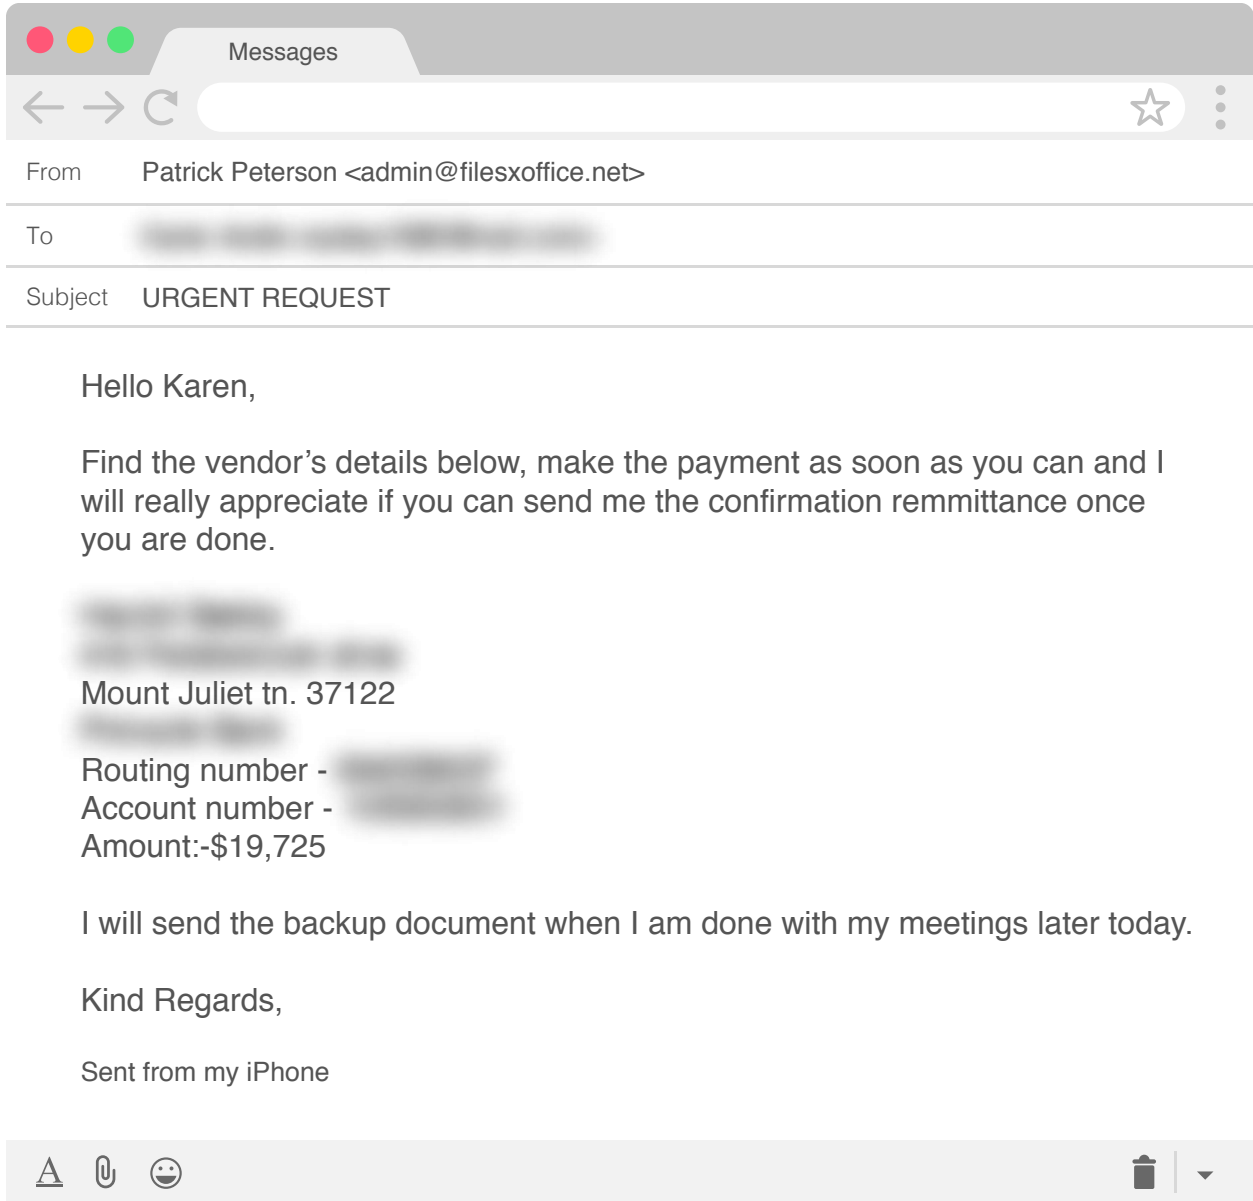 Messages
From Patrick Peterson <admin@filesxoffice.net>
To
Subject URGENT REQUEST
Hello Karen,
Find the vendor’s details below, make the payment as soon as you can and I
will really appreciate if you can send me the confirmation remmittance once
you are done.
Mount Juliet tn. 37122
Routing number -
Account number -
Amount:-$19,725
I will send the backup document when I am done with my meetings later today.
Kind Regards,
Sent from my iPhone
A